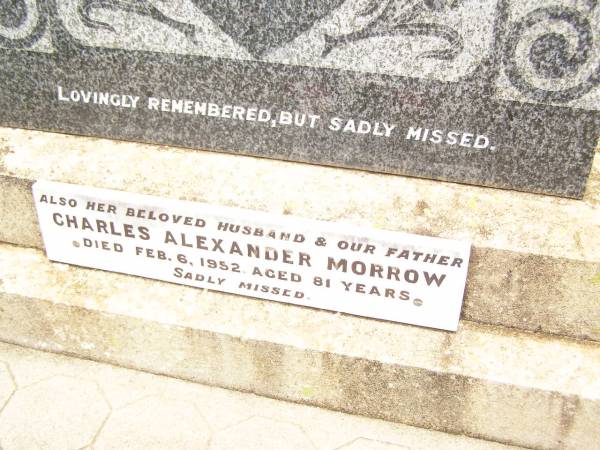 LOVINGLY REMEMBERED, BUT SADLY MISSED.
ALSO HER BELOVED HUSBAND & OUR FATHER
CHARLES ALEXANDER MORROW
DIED FEB. 6, 1952. AGED 81 YEARS.
SADLY MISSED.